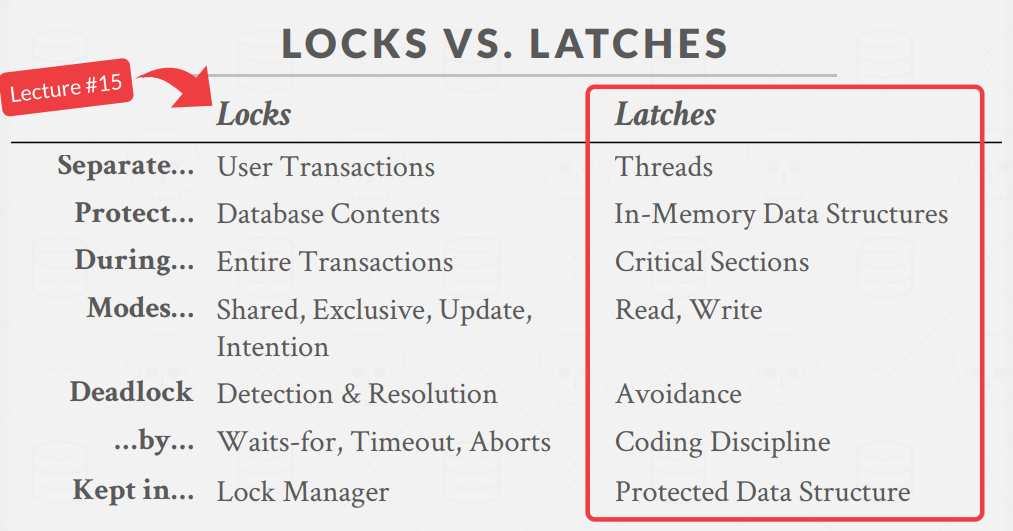 LOCKS VS. LATCHES
Lecture #15
Locks Latches
Separate... User Transactions Threads
Protect... Database Contents In-Memory Data Structures
During... Entire Transactions Critical Sections
Modes... Shared, Exclusive, Update, Read, Write
Intention
Deadlock Detection & Resolution Avoidance
...by... Waits-for, Timeout, Aborts Coding Discipline
Kept in... Lock Manager Protected Data Structure